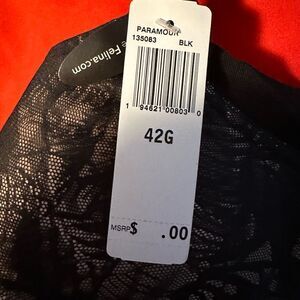 PARAMOUR
135083 BLK
e Felina.com
1 94621 00803 0
42G
MSRP$ .00